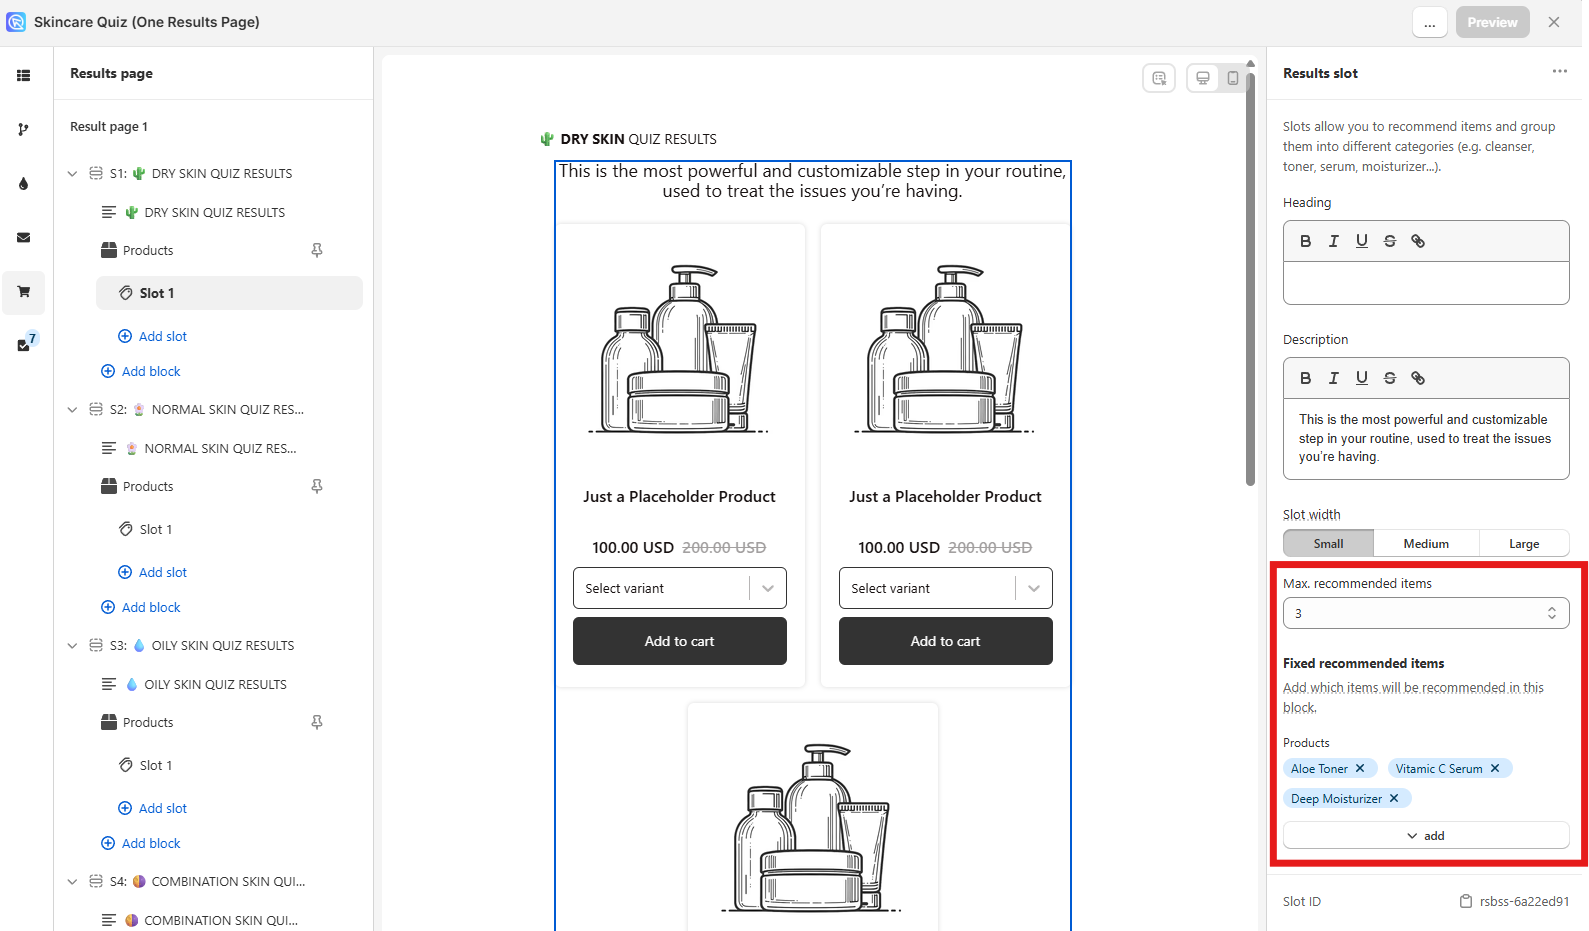 Skincare Quiz (One Results Page)
...
Preview
Results page
Result page 1
S1: 🌵 DRY SKIN QUIZ RESULTS
🌵 DRY SKIN QUIZ RESULTS
Products
Slot 1
Add slot
Add block
S2: 🌸 NORMAL SKIN QUIZ RES...
🌸 NORMAL SKIN QUIZ RES...
Products
Slot 1
Add slot
Add block
S3: 💧 OILY SKIN QUIZ RESULTS
💧 OILY SKIN QUIZ RESULTS
Products
Slot 1
Add slot
Add block
S4: COMBINATION SKIN QUI...
COMBINATION SKIN QUI...
7
🌵 DRY SKIN QUIZ RESULTS
This is the most powerful and customizable step in your routine,
used to treat the issues you're having.
Just a Placeholder Product
100.00 USD 200.00 USD
Select variant
Add to cart
Just a Placeholder Product
100.00 USD 200.00 USD
Select variant
Add to cart
Results slot
Slots allow you to recommend items and group
them into different categories (e.g. cleanser,
toner, serum, moisturizer...).
Heading
B I U S
Description
B I U S
This is the most powerful and customizable
step in your routine, used to treat the issues
you're having.
Slot width
Small Medium Large
Max. recommended items
3
Fixed recommended items
Add which items will be recommended in this
block.
Products
Aloe Toner ✕ Vitamic C Serum ✕
Deep Moisturizer ✕
add
Slot ID
rsbss-6a22ed91